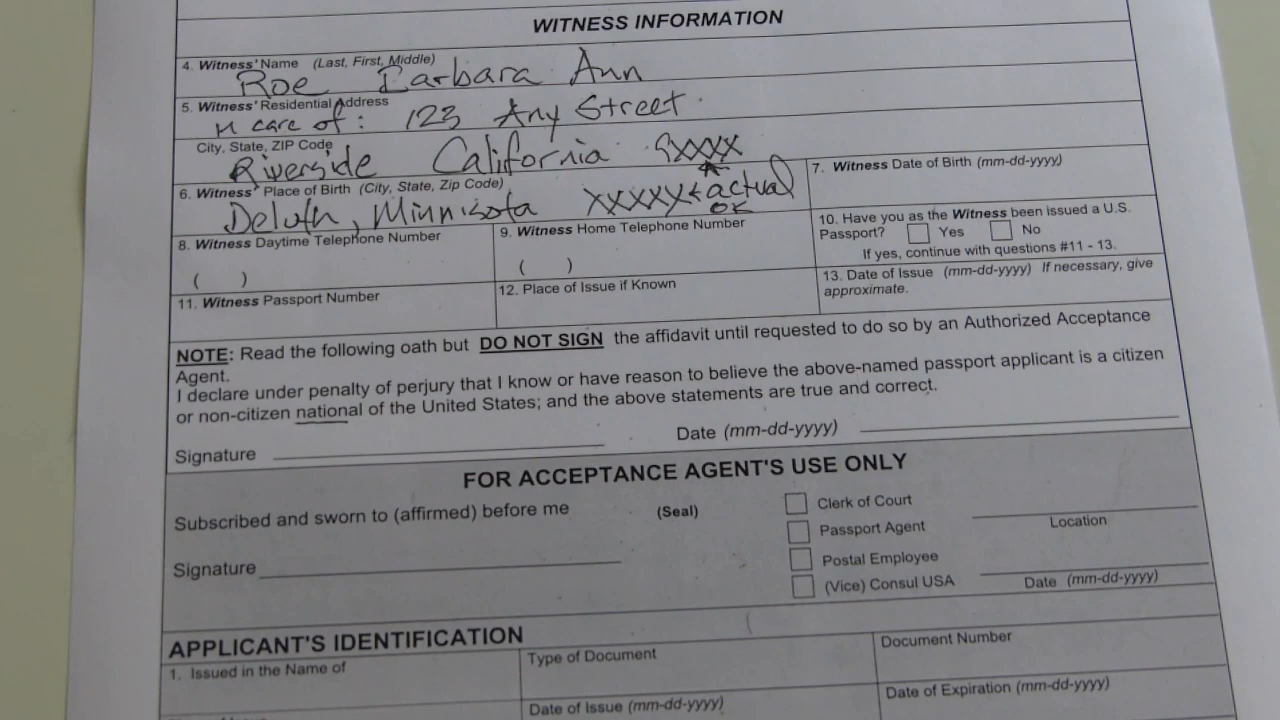 WITNESS INFORMATION
4. Witness' Name (Last, First, Middle)
Roe Barbara Ann
5. Witness' Residential Address
in care of: 123 Any Street
City, State, ZIP Code
Riverside California 9xxxx
6. Witness' Place of Birth (City, State, Zip Code)
Deluth, Minnisota xxxxx ← actual
OK
7. Witness Date of Birth (mm-dd-yyyy)
8. Witness Daytime Telephone Number
( )
9. Witness Home Telephone Number
( )
10. Have you as the Witness been issued a U.S.
Passport? Yes No
If yes, continue with questions #11 - 13.
11. Witness Passport Number
12. Place of Issue if Known
13. Date of Issue (mm-dd-yyyy) If necessary, give
approximate.
NOTE: Read the following oath but DO NOT SIGN the affidavit until requested to do so by an Authorized Acceptance
Agent.
I declare under penalty of perjury that I know or have reason to believe the above-named passport applicant is a citizen
or non-citizen national of the United States; and the above statements are true and correct.
Signature Date (mm-dd-yyyy)
FOR ACCEPTANCE AGENT'S USE ONLY
Subscribed and sworn to (affirmed) before me (Seal)
Signature
Clerk of Court
Passport Agent
Postal Employee
(Vice) Consul USA
Location
Date (mm-dd-yyyy)
APPLICANT'S IDENTIFICATION
1. Issued in the Name of
Type of Document
Document Number
Date of Issue (mm-dd-yyyy)
Date of Expiration (mm-dd-yyyy)